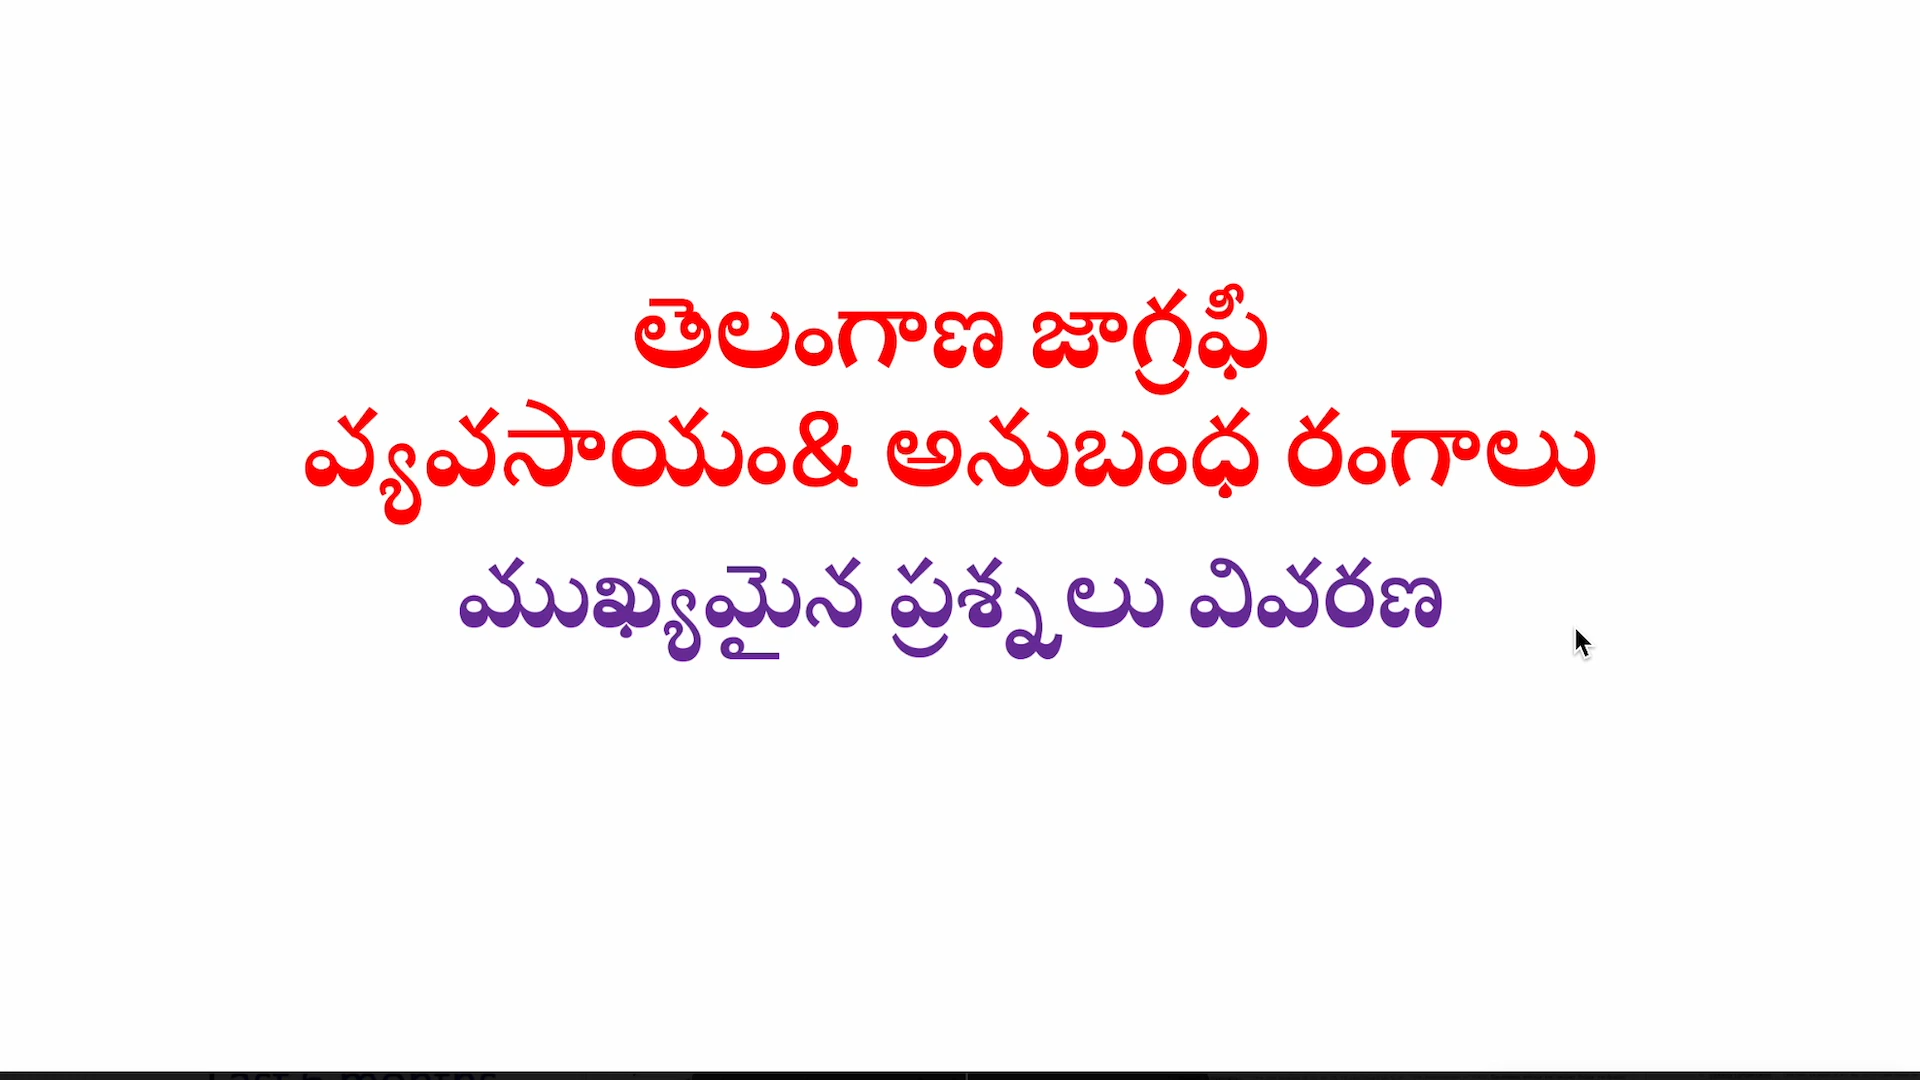 తెలంగాణ జాగ్రఫీ
వ్యవసాయం& అనుబంధ రంగాలు
ముఖ్యమైన ప్రశ్నలు వివరణ